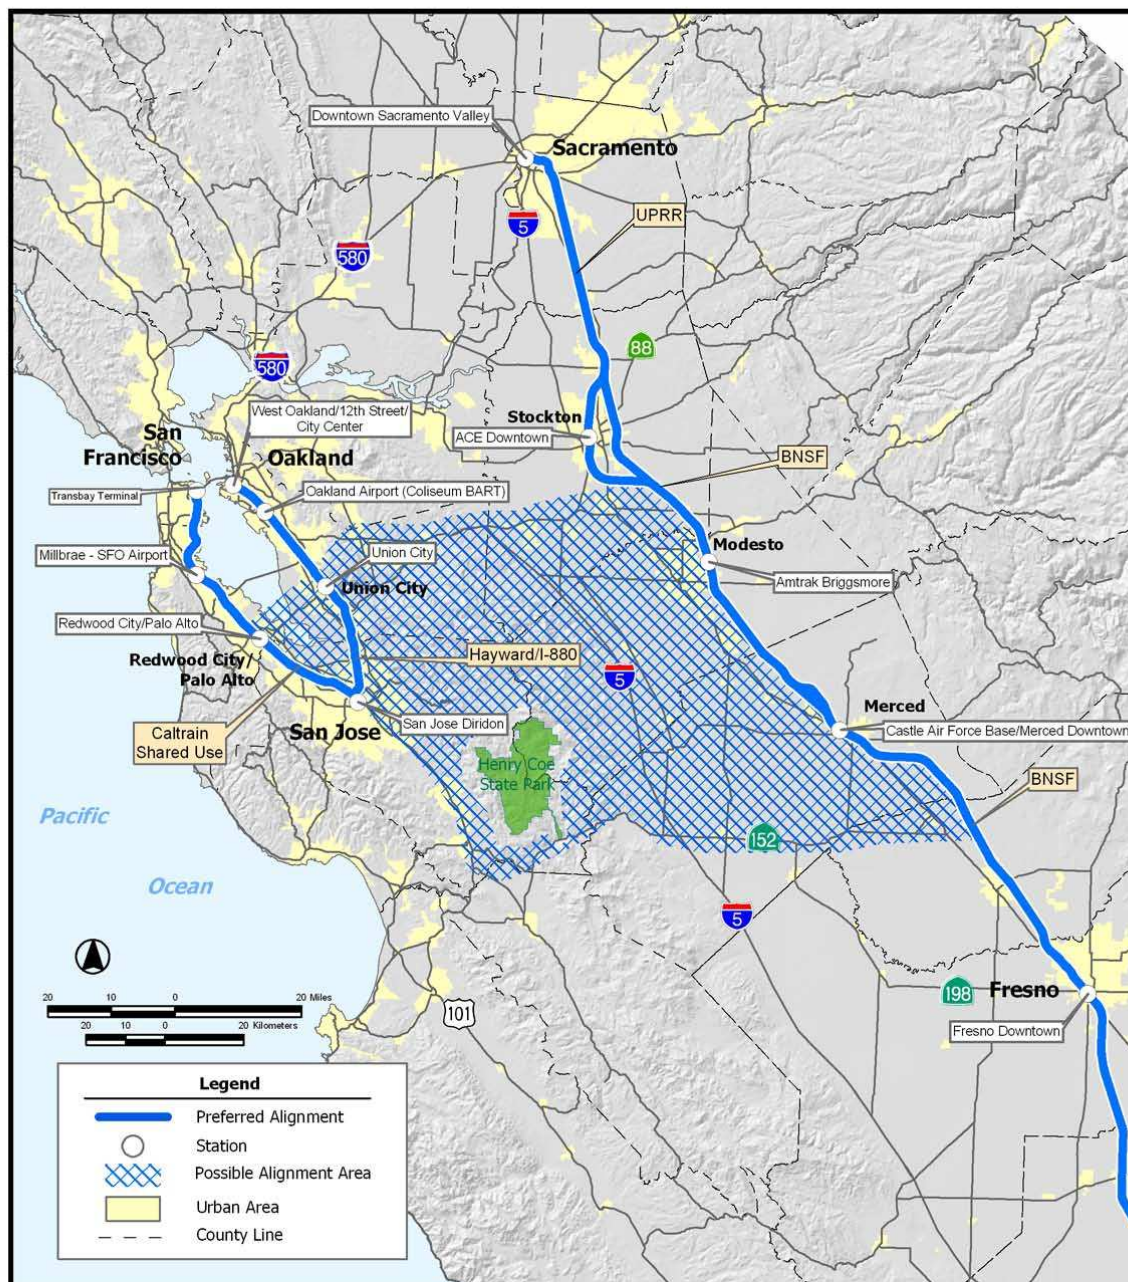 Downtown Sacramento Valley
Sacramento
UPRR
5
580
88
580
West Oakland/12th Street/
City Center
Stockton
ACE Downtown
San
Francisco
Oakland
BNSF
Transbay Terminal
Oakland Airport (Coliseum BART)
Modesto
Millbrae - SFO Airport
Union City
Amtrak Briggsmore
Union City
Redwood City/Palo Alto
Hayward/I-880
Redwood City/
Palo Alto
5
San Jose Diridon
Merced
San Jose
Castle Air Force Base/Merced Downtown
Caltrain
Shared Use
Henry Coe
State Park
BNSF
Pacific
Ocean
152
5
198
Fresno
101
Fresno Downtown
20 10 0 20 Miles
20 10 0 20 Kilometers
Legend
Preferred Alignment
Station
Possible Alignment Area
Urban Area
County Line